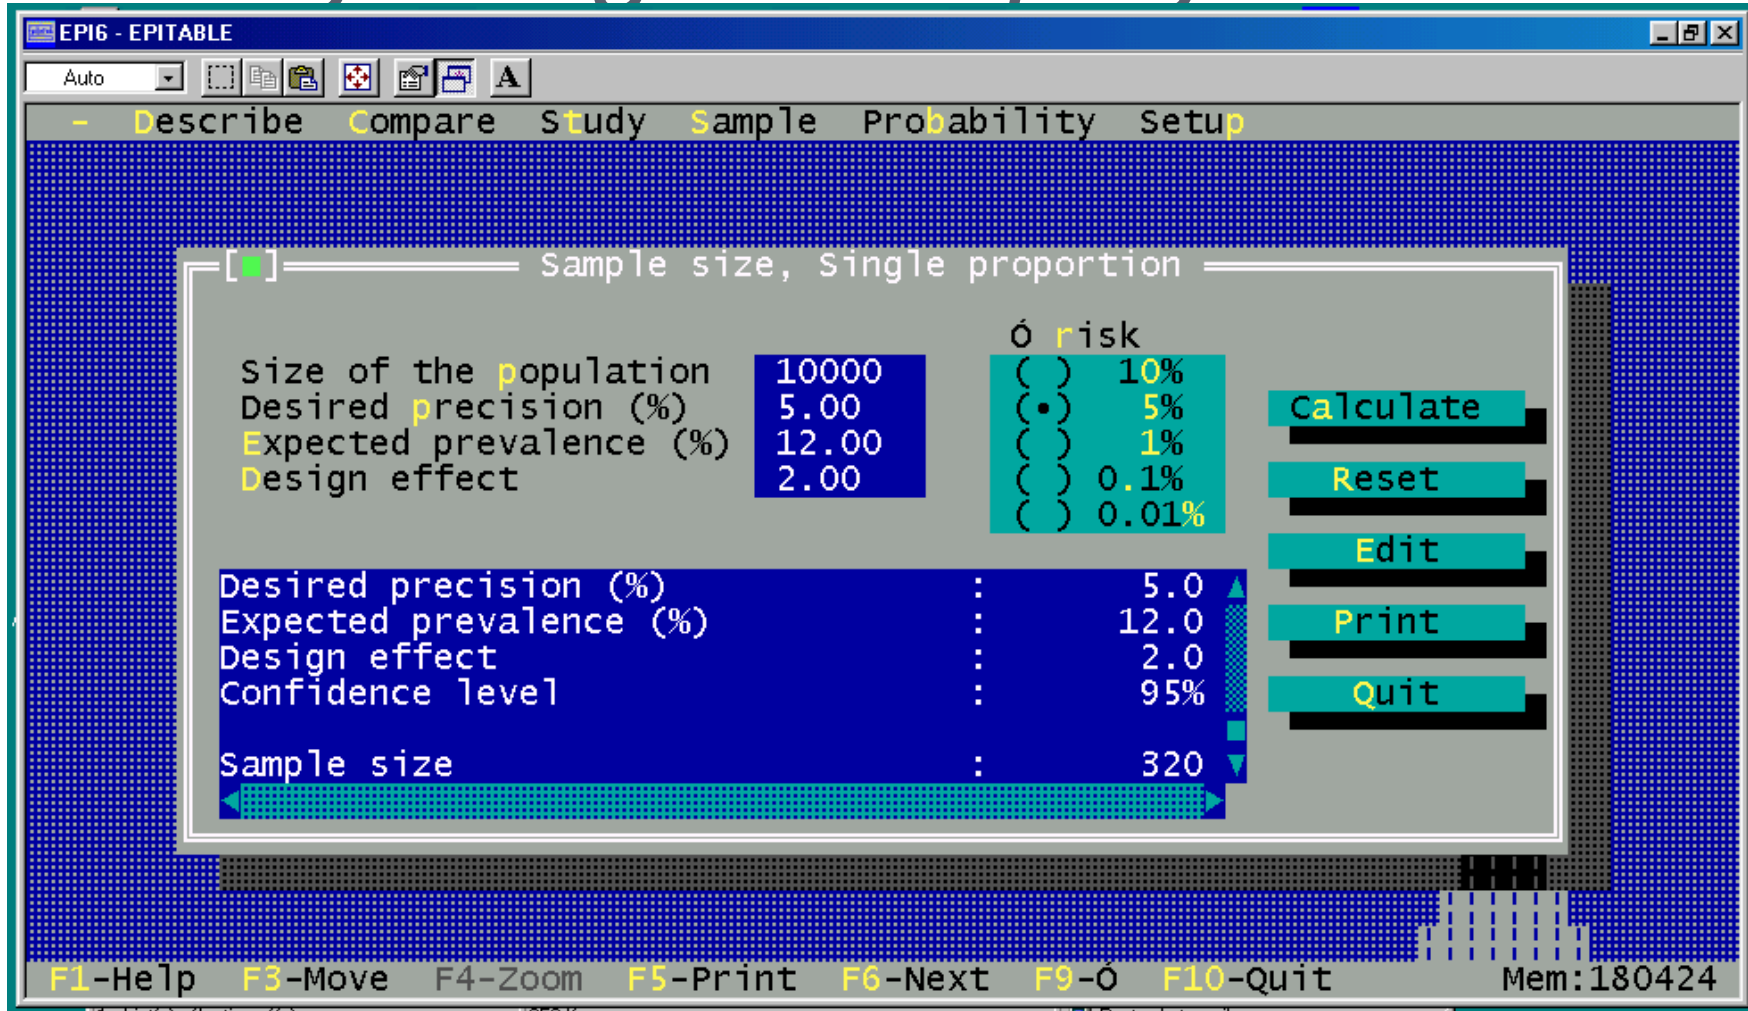 EPI6 - EPITABLE
Auto
A
- Describe Compare Study Sample Probability Setup
[■] Sample size, Single proportion
Ó risk
Size of the population 10000 ( ) 10%
Desired precision (%) 5.00 (•) 5% Calculate
Expected prevalence (%) 12.00 ( ) 1%
Design effect 2.00 ( ) 0.1% Reset
( ) 0.01%
Edit
Desired precision (%) : 5.0
Expected prevalence (%) : 12.0 Print
Design effect : 2.0
Confidence level : 95% Quit
Sample size : 320
F1-Help F3-Move F4-Zoom F5-Print F6-Next F9-Ó F10-Quit Mem:180424